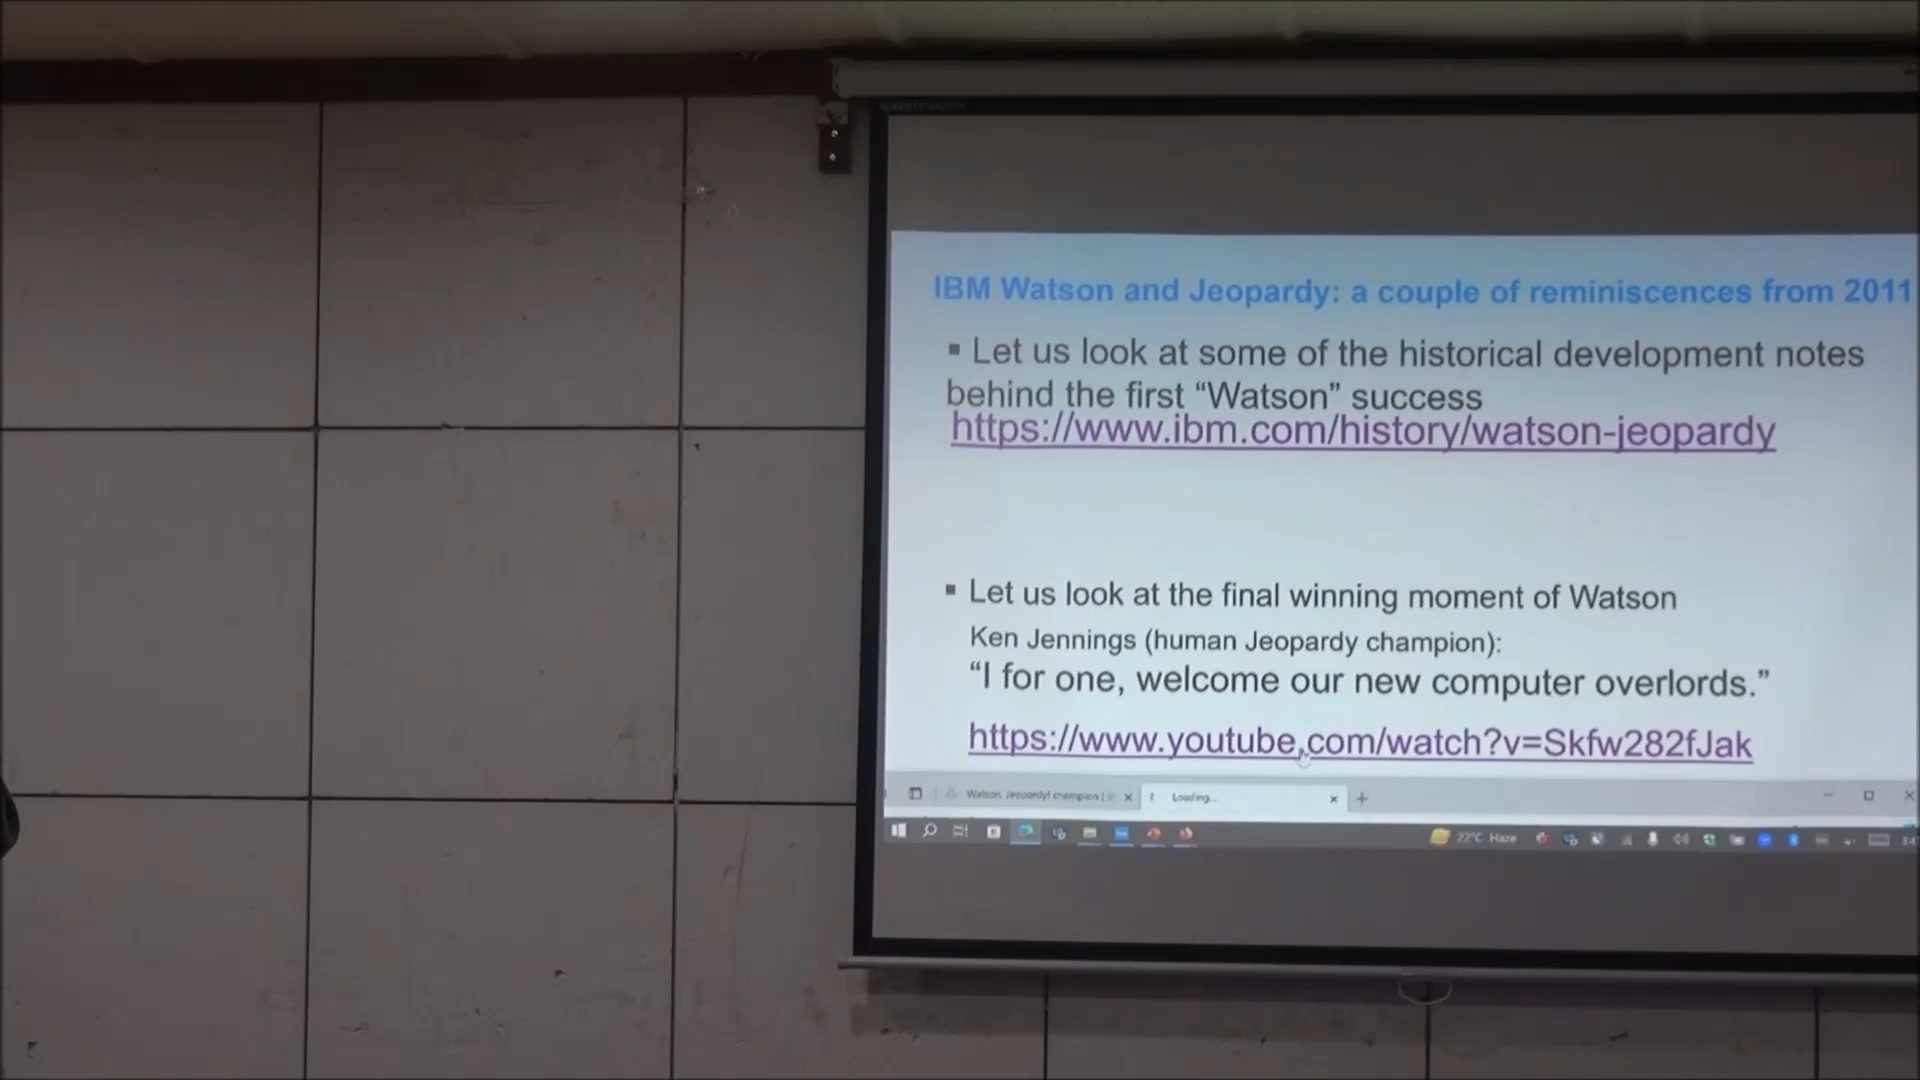 IBM Watson and Jeopardy: a couple of reminiscences from 2011
▪ Let us look at some of the historical development notes
behind the first “Watson” success
https://www.ibm.com/history/watson-jeopardy
▪ Let us look at the final winning moment of Watson
Ken Jennings (human Jeopardy champion):
“I for one, welcome our new computer overlords.”
https://www.youtube.com/watch?v=Skfw282fJak
Watson, Jeopardy! champion |
Loading...
22°C Haze